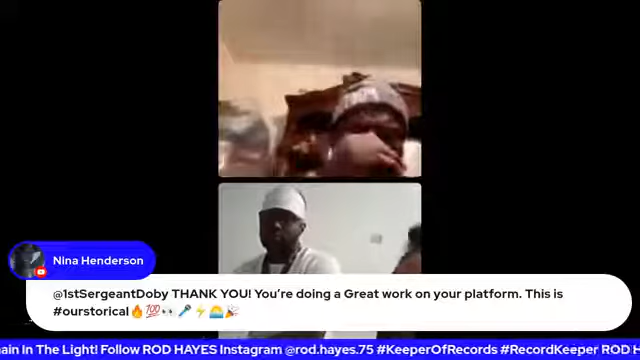 Nina Henderson
@1stSergeantDoby THANK YOU! You're doing a Great work on your platform. This is
#ourstorical🔥💯👀🎤⚡🌅🎉
In The Light! Follow ROD HAYES Instagram @rod.hayes.75 #KeeperOfRecords #RecordKeeper ROD